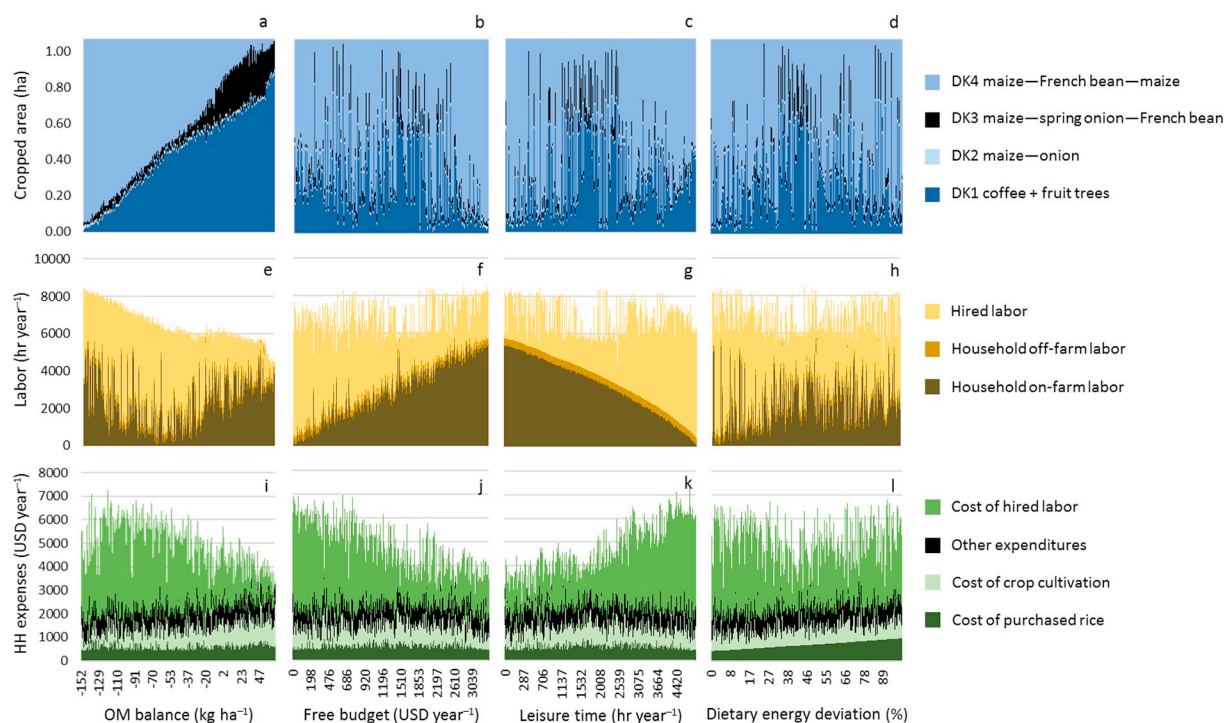 a b c d
Cropped area (ha)
1.00
0.80
0.60
0.40
0.20
0.00
DK4 maize—French bean—maize
DK3 maize—spring onion—French bean
DK2 maize—onion
DK1 coffee + fruit trees
e f g h
Labor (hr year⁻¹)
10000
8000
6000
4000
2000
0
Hired labor
Household off-farm labor
Household on-farm labor
i j k l
HH expenses (USD year⁻¹)
8000
7000
6000
5000
4000
3000
2000
1000
0
Cost of hired labor
Other expenditures
Cost of crop cultivation
Cost of purchased rice
-152 -129 -110 -91 -70 -53 -37 -20 2 23 47
0 198 476 686 920 1196 1510 1853 2197 2610 3039
0 287 706 1137 1532 2008 2539 3075 3664 4420
0 8 17 27 38 46 55 66 78 89
OM balance (kg ha⁻¹)
Free budget (USD year⁻¹)
Leisure time (hr year⁻¹)
Dietary energy deviation (%)